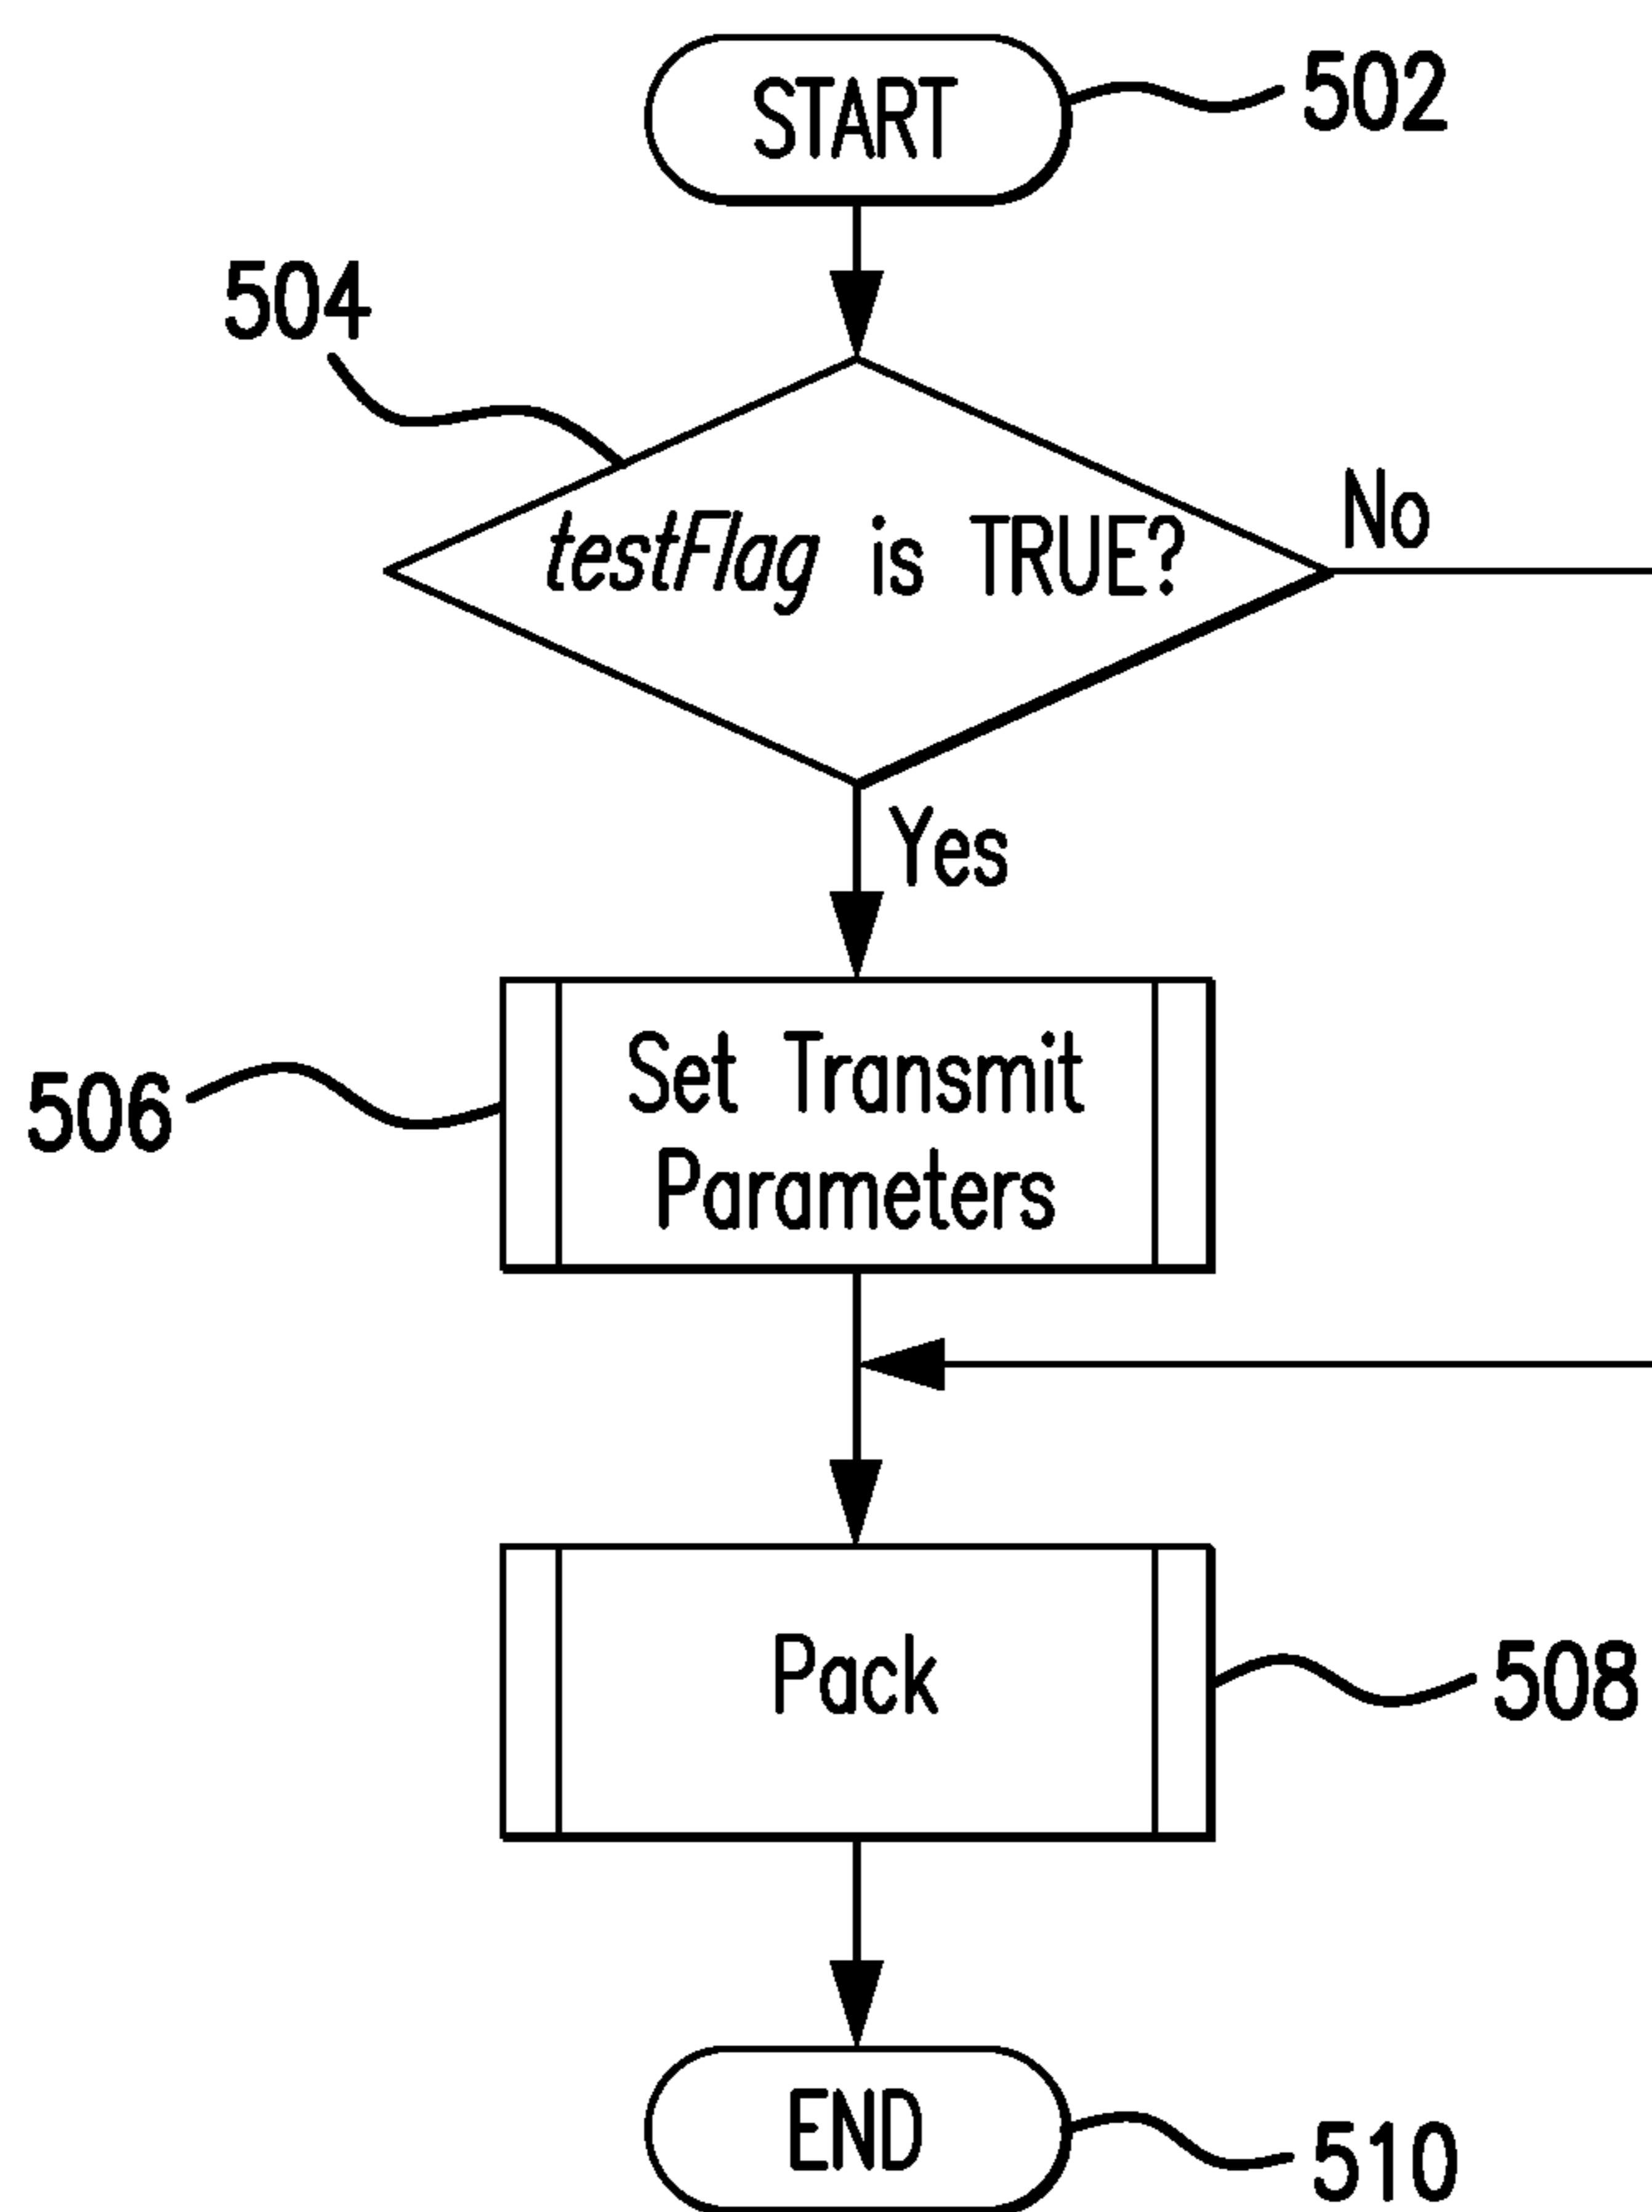 START
502
504
testFlag is TRUE?
No
Yes
Set Transmit
Parameters
506
Pack
508
END
510